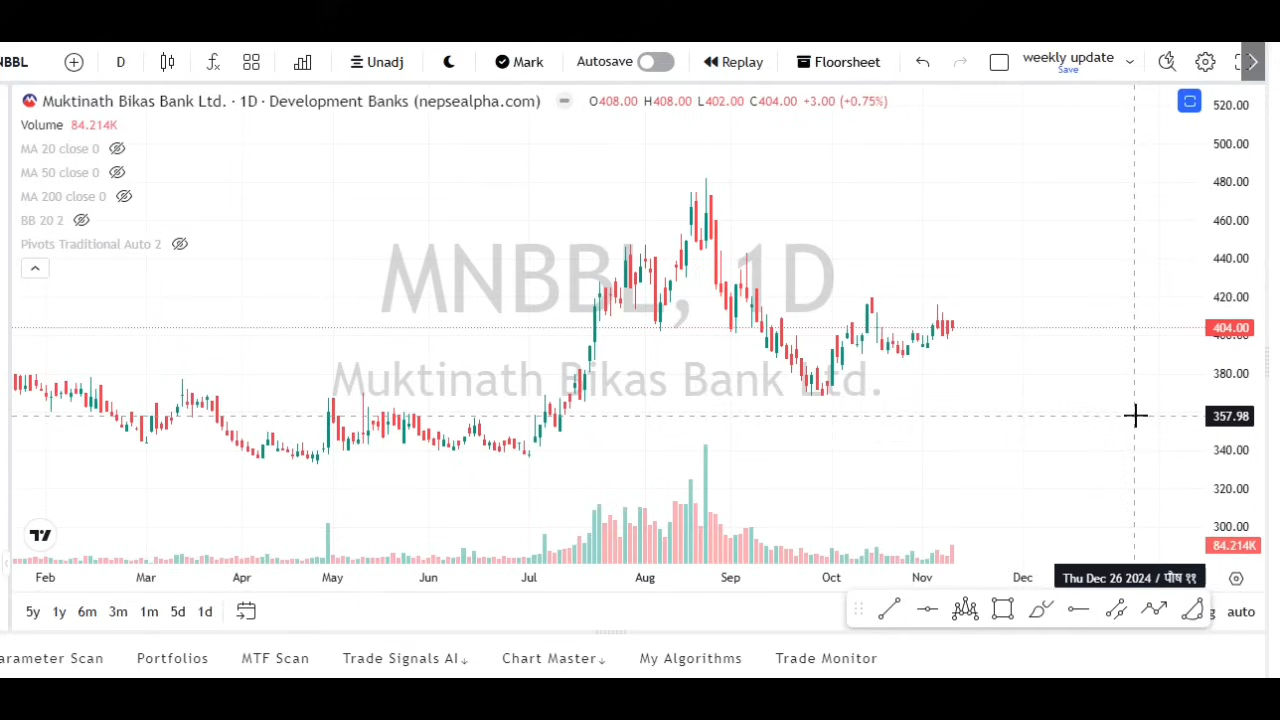 NBBL D Unadj Mark Autosave Replay Floorsheet weekly update
Save
Muktinath Bikas Bank Ltd. · 1D · Development Banks (nepsealpha.com) O408.00 H408.00 L402.00 C404.00 +3.00 (+0.75%)
Volume 84.214K
MA 20 close 0
MA 50 close 0
MA 200 close 0
BB 20 2
Pivots Traditional Auto 2
MNBBL, 1D
Muktinath Bikas Bank Ltd.
520.00
500.00
480.00
460.00
440.00
420.00
404.00
400.00
380.00
357.98
340.00
320.00
300.00
84.214K
Feb Mar Apr May Jun Jul Aug Sep Oct Nov Dec Thu Dec 26 2024 / पौष ११
5y 1y 6m 3m 1m 5d 1d g auto
arameter Scan Portfolios MTF Scan Trade Signals AI↓ Chart Master↓ My Algorithms Trade Monitor